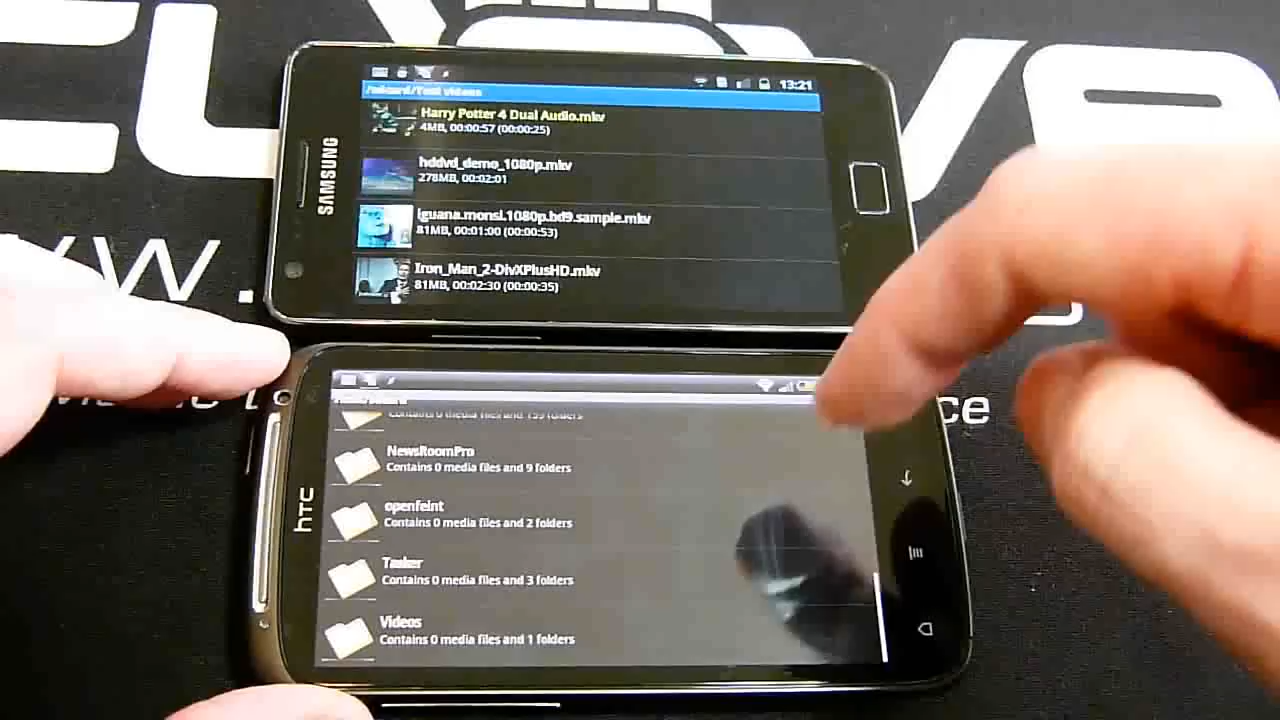 13:21
/sdcard/Test videos
Harry Potter 4 Dual Audio.mkv
4MB, 00:00:57 (00:00:25)
hddvd_demo_1080p.mkv
278MB, 00:02:01
iguana.monsi.1080p.bd9.sample.mkv
81MB, 00:01:00 (00:00:53)
Iron_Man_2-DivXPlusHD.mkv
81MB, 00:02:30 (00:00:35)
SAMSUNG
ce
Contains 0 media files and 159 folders
NewsRoomPro
Contains 0 media files and 9 folders
openfeint
Contains 0 media files and 2 folders
Tasker
Contains 0 media files and 3 folders
Videos
Contains 0 media files and 1 folders
hTC